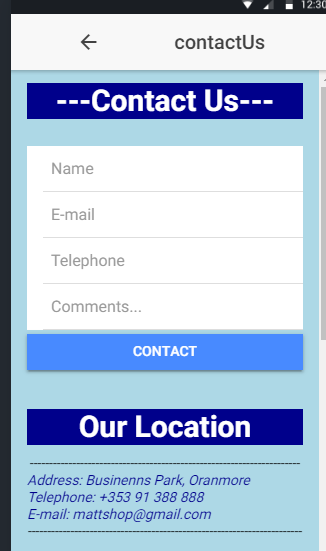 12:30
contactUs
---Contact Us---
Name
E-mail
Telephone
Comments...
CONTACT
Our Location
------------------------------------------------------------------------
Address: Businenns Park, Oranmore
Telephone: +353 91 388 888
E-mail: mattshop@gmail.com
------------------------------------------------------------------------